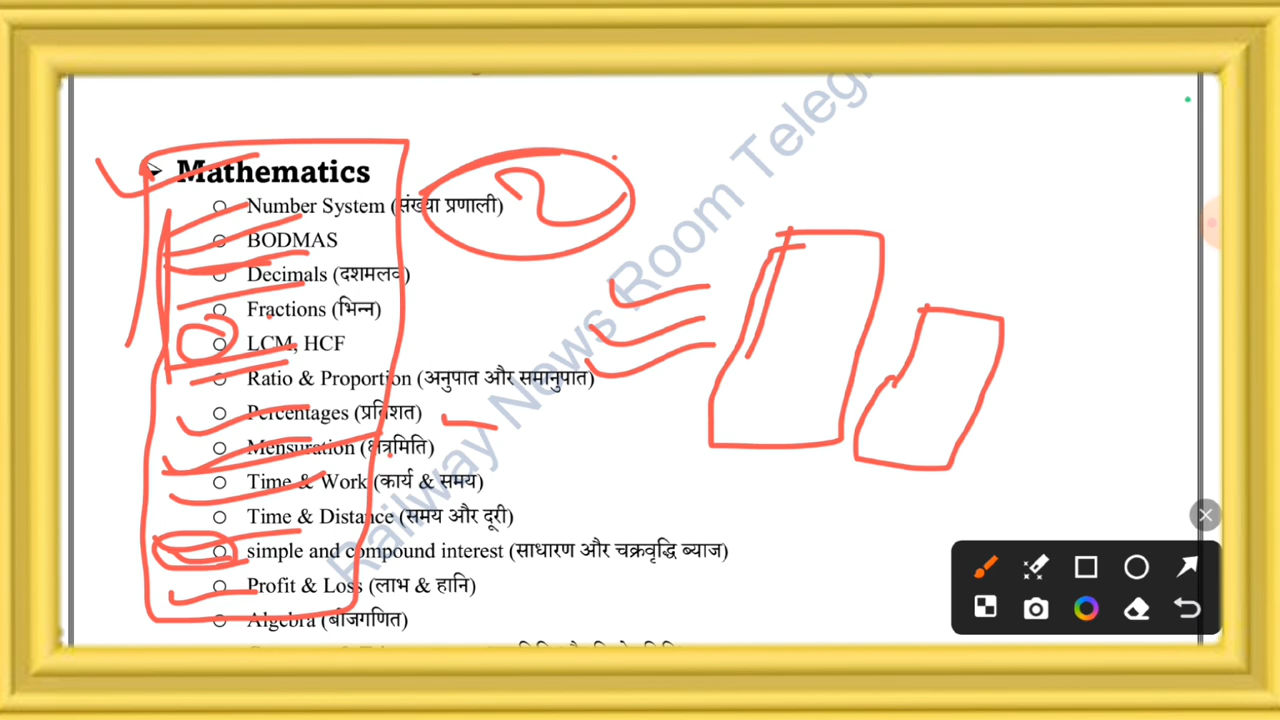 Mathematics
Number System (संख्या प्रणाली)
BODMAS
Decimals (दशमलव)
Fractions (भिन्न)
LCM, HCF
Ratio & Proportion (अनुपात और समानुपात)
Percentages (प्रतिशत)
Mensuration (क्षेत्रमिति)
Time & Work (कार्य & समय)
Time & Distance (समय और दूरी)
simple and compound interest (साधारण और चक्रवृद्धि ब्याज)
Profit & Loss (लाभ & हानि)
Algebra (बीजगणित)
Railway News Room Teleg